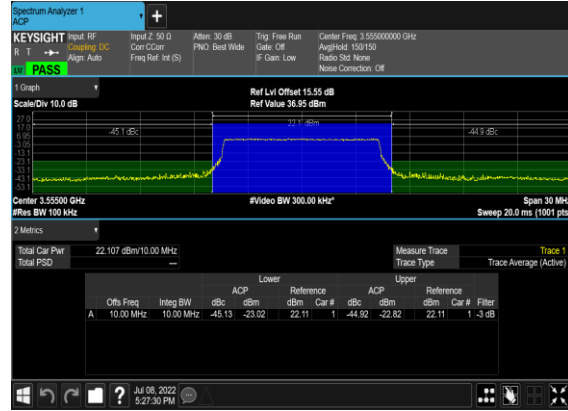 Spectrum Analyzer 1
ACP
KEYSIGHT Input: RF Input Z: 50 Ω Atten: 30 dB Trig: Free Run Center Freq: 3.555000000 GHz
R T Coupling: DC Corr CCorr PNO: Best Wide Gate: Off Avg|Hold: 150/150
Align: Auto Freq Ref: Int (S) IF Gain: Low Radio Std: None
PASS Noise Correction: Off
1 Graph
Scale/Div 10.0 dB Ref Lvl Offset 15.55 dB
Ref Value 36.95 dBm
27.0
17.0
6.95
-3.05
-13.1
-23.1
-33.1
-43.1
-53.1
-45.1 dBc 22.1 dBm -44.9 dBc
Center 3.55500 GHz #Video BW 300.00 kHz* Span 30 MHz
#Res BW 100 kHz Sweep 20.0 ms (1001 pts)
2 Metrics
Total Car Pwr 22.107 dBm/10.00 MHz Measure Trace Trace 1
Total PSD --- Trace Type Trace Average (Active)
Lower Upper
ACP Reference ACP Reference
Offs Freq Integ BW dBc dBm dBm Car # dBc dBm dBm Car # Filter
A 10.00 MHz 10.00 MHz -45.13 -23.02 22.11 1 -44.92 -22.82 22.11 1 -3 dB
Jul 08, 2022
5:27:30 PM